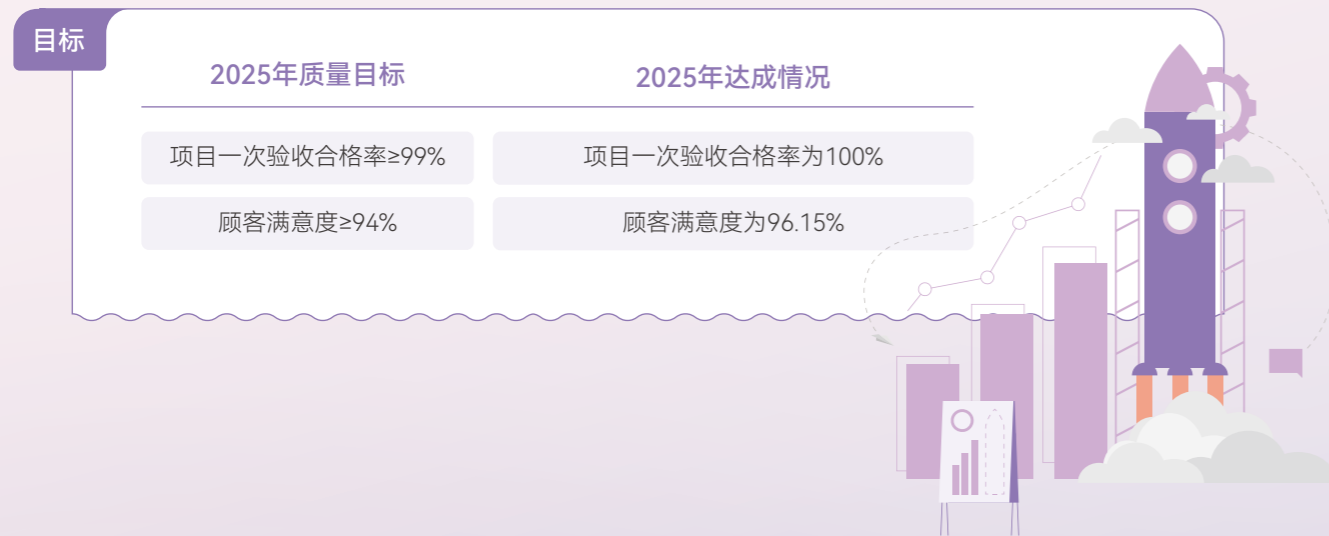 目标
2025年质量目标
2025年达成情况
项目一次验收合格率≥99%
项目一次验收合格率为100%
顾客满意度≥94%
顾客满意度为96.15%